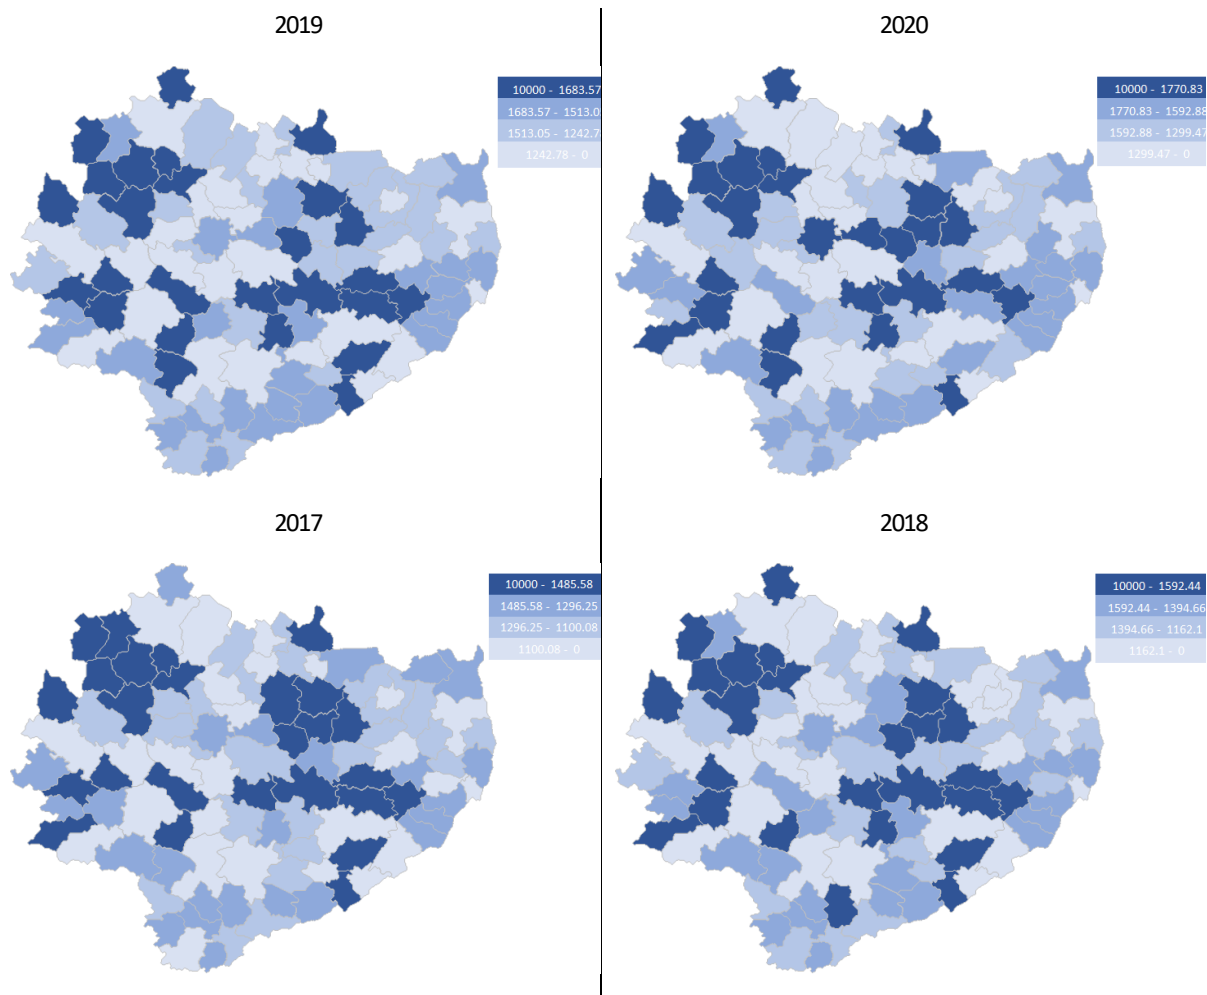 2019
10000 - 1683.57
1683.57 - 1513.0
1513.05 - 1242.7
1242.78 - 0
2020
10000 - 1770.83
1770.83 - 1592.88
1592.88 - 1299.47
1299.47 - 0
2017
10000 - 1485.58
1485.58 - 1296.25
1296.25 - 1100.08
1100.08 - 0
2018
10000 - 1592.44
1592.44 - 1394.66
1394.66 - 1162.1
1162.1 - 0